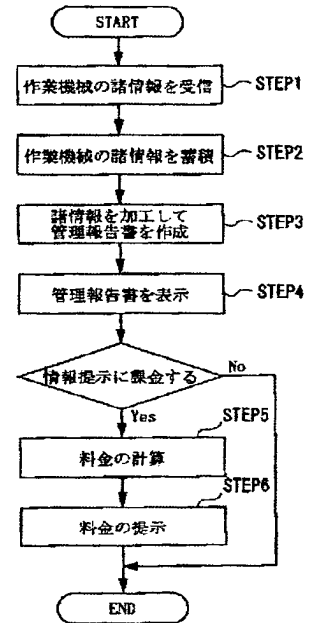 START
作業機械の諸情報を受信
STEP1
作業機械の諸情報を蓄積
STEP2
諸情報を加工して
管理報告書を作成
STEP3
管理報告書を表示
STEP4
情報提示に課金する
No
Yes
STEP5
料金の計算
STEP6
料金の提示
END